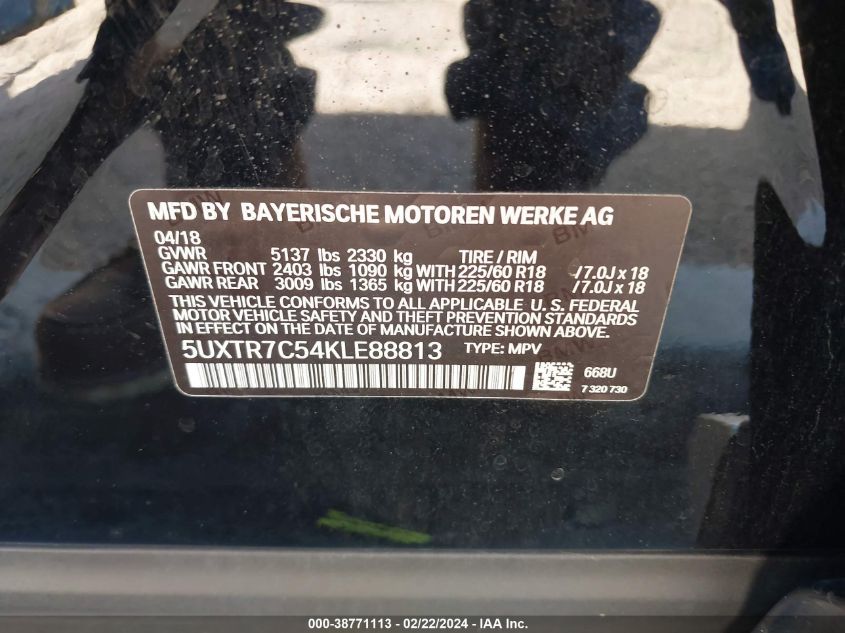 MFD BY BAYERISCHE MOTOREN WERKE AG
04/18
GVWR 5137 lbs 2330 kg TIRE / RIM
GAWR FRONT 2403 lbs 1090 kg WITH 225/60 R18 /7.0J x 18
GAWR REAR 3009 lbs 1365 kg WITH 225/60 R18 /7.0J x 18
THIS VEHICLE CONFORMS TO ALL APPLICABLE U. S. FEDERAL
MOTOR VEHICLE SAFETY AND THEFT PREVENTION STANDARDS
IN EFFECT ON THE DATE OF MANUFACTURE SHOWN ABOVE.
5UXTR7C54KLE88813 TYPE: MPV
668U
7 320 730
000-38771113 - 02/22/2024 - IAA Inc.